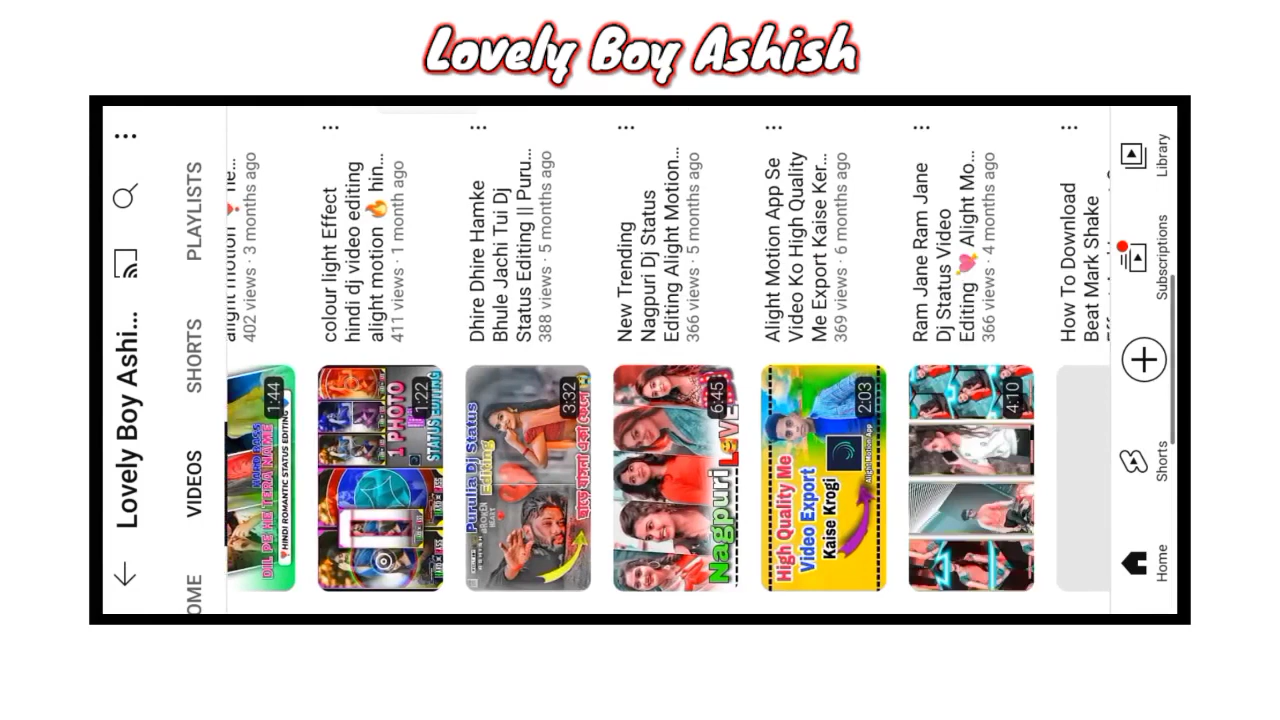 Lovely Boy Ashish
Lovely Boy Ashi...
VIDEOS
SHORTS
PLAYLISTS
402 views · 3 months ago
1:44
DIL PE HE TERA NAME
HINDI ROMANTIC STATUS EDITING
colour light Effect
hindi dj video editing
alight motion 🔥 hin...
411 views · 1 month ago
1 PHOTO
STATUS EDITING
1:22
Dhire Dhire Hamke
Bhule Jachi Tui Dj
Status Editing || Puru...
388 views · 5 months ago
Purulia Dj Status
Editing
BROKEN
HEART
3:32
New Trending
Nagpuri Dj Status
Editing Alight Motion...
366 views · 5 months ago
Nagpuri LOVE
6:45
Alight Motion App Se
Video Ko High Quality
Me Export Kaise Ker...
369 views · 6 months ago
High Quality Me
Video Export
Kaise Krogi
Alight Motion App
2:03
Ram Jane Ram Jane
Dj Status Video
Editing 💘 Alight Mo...
366 views · 4 months ago
4:10
How To Download
Beat Mark Shake
Home
Shorts
Subscriptions
Library